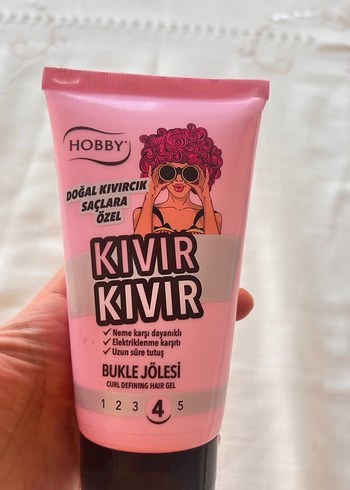 HOBBY
DOĞAL KIVIRCIK
SAÇLARA
ÖZEL
KIVIR
KIVIR
✓ Neme karşı dayanıklı
✓ Elektriklenme karşıtı
✓ Uzun süre tutuş
BUKLE JÖLESİ
CURL DEFINING HAIR GEL
1 2 3 4 5